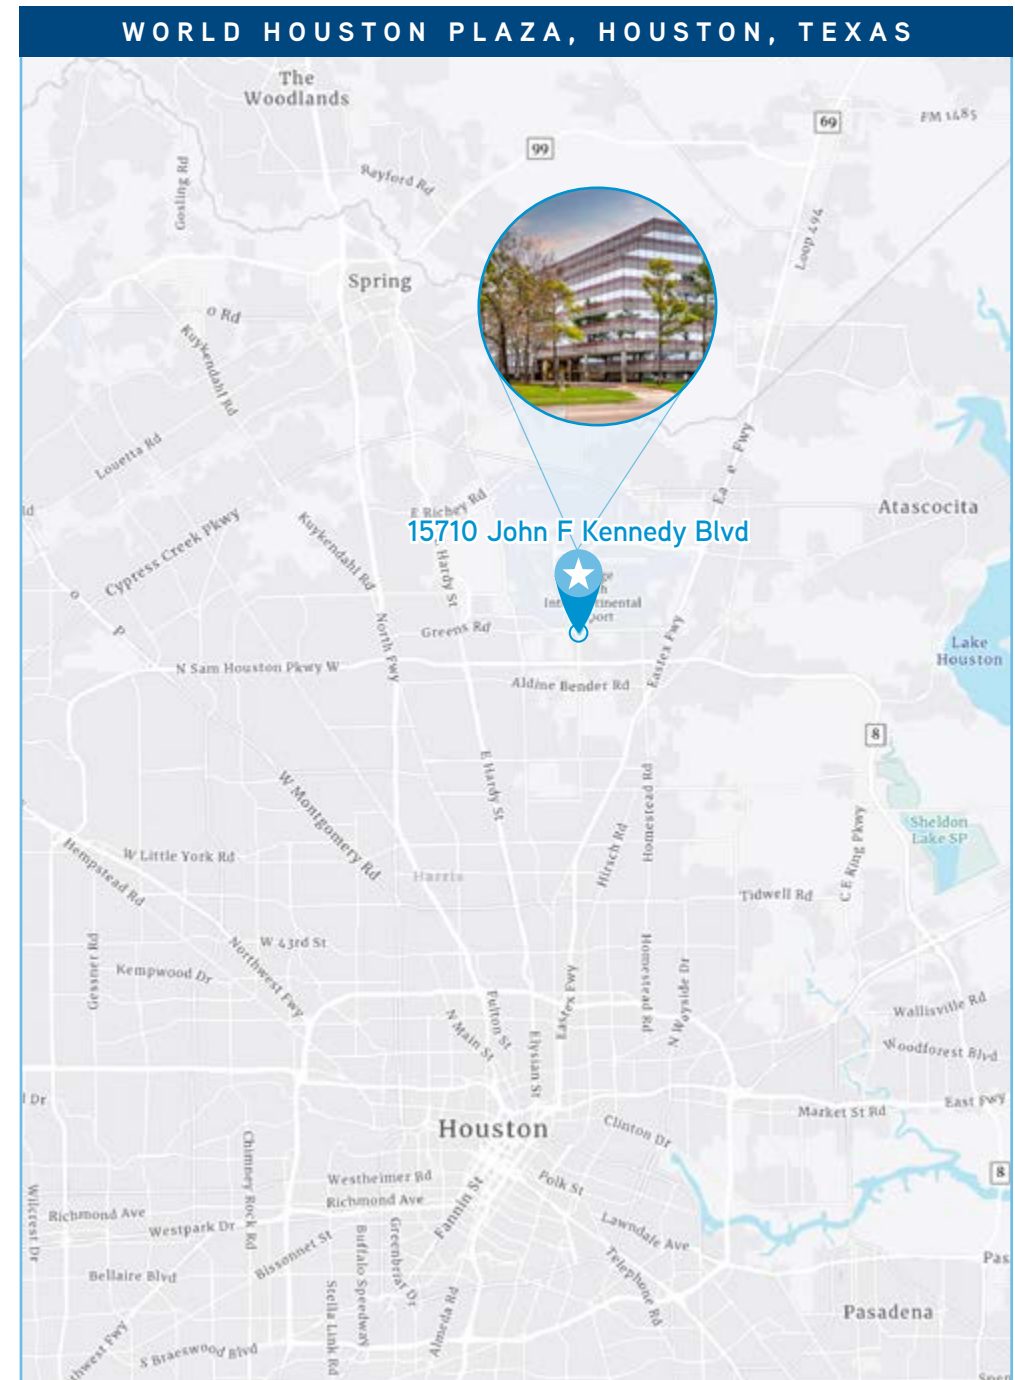 WORLD HOUSTON PLAZA, HOUSTON, TEXAS
The
Woodlands
69
FM 1485
99
Rayford Rd
Gosling Rd
Loop 494
Spring
o Rd
Kuykendahl Rd
Louetta Rd
Fwy
E Richey Rd
Atascocita
Cypress Creek Pkwy
Kuykendahl Rd
15710 John F Kennedy Blvd
Hardy St
North Fwy
Greens Rd
Eastex Fwy
Lake
Houston
N Sam Houston Pkwy W
Aldine Bender Rd
8
E Hardy St
W Montgomery Rd
Homestead Rd
Hirsch Rd
C E King Pkwy
Sheldon
Lake SP
Hempstead Rd
W Little York Rd
Harris
Tidwell Rd
Gessner Rd
W 43rd St
Kempwood Dr
Northwest Fwy
Homestead Rd
N Wayside Dr
Eastex Fwy
Fulton St
N Main St
Elysian St
Wallisville Rd
Woodforest Blvd
Dr
Market St Rd
East Fwy
Houston
Clinton Dr
Chimney Rock Rd
Westheimer Rd
Richmond Ave
Polk St
8
Wilcrest Dr
Richmond Ave
Westpark Dr
Fannin St
Lawndale Ave
Bissonnet St
Buffalo Speedway
Greenbriar Dr
Telephone Rd
Bellaire Blvd
Pas
Stella Link Rd
Almeda Rd
Pasadena
thwest Fwy
S Braeswood Blvd